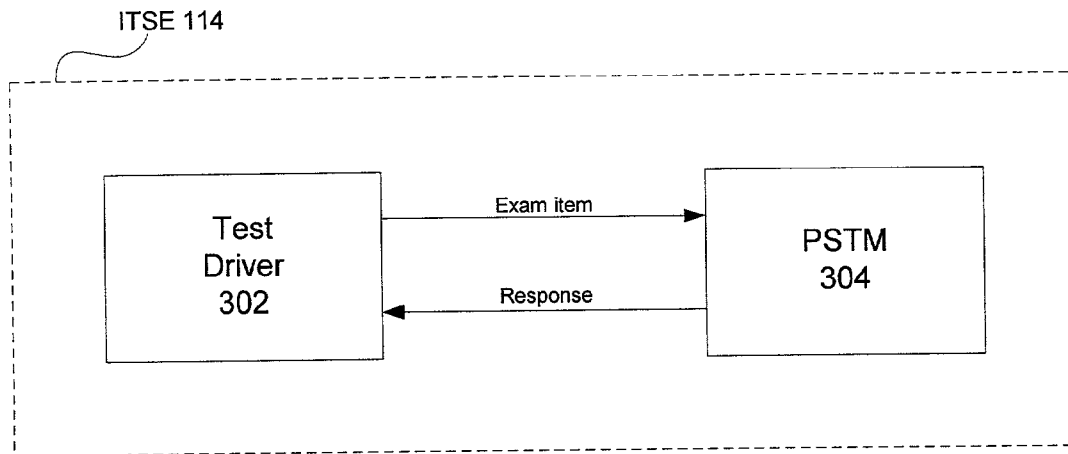 ITSE 114
Test
Driver
302
Exam item
Response
PSTM
304